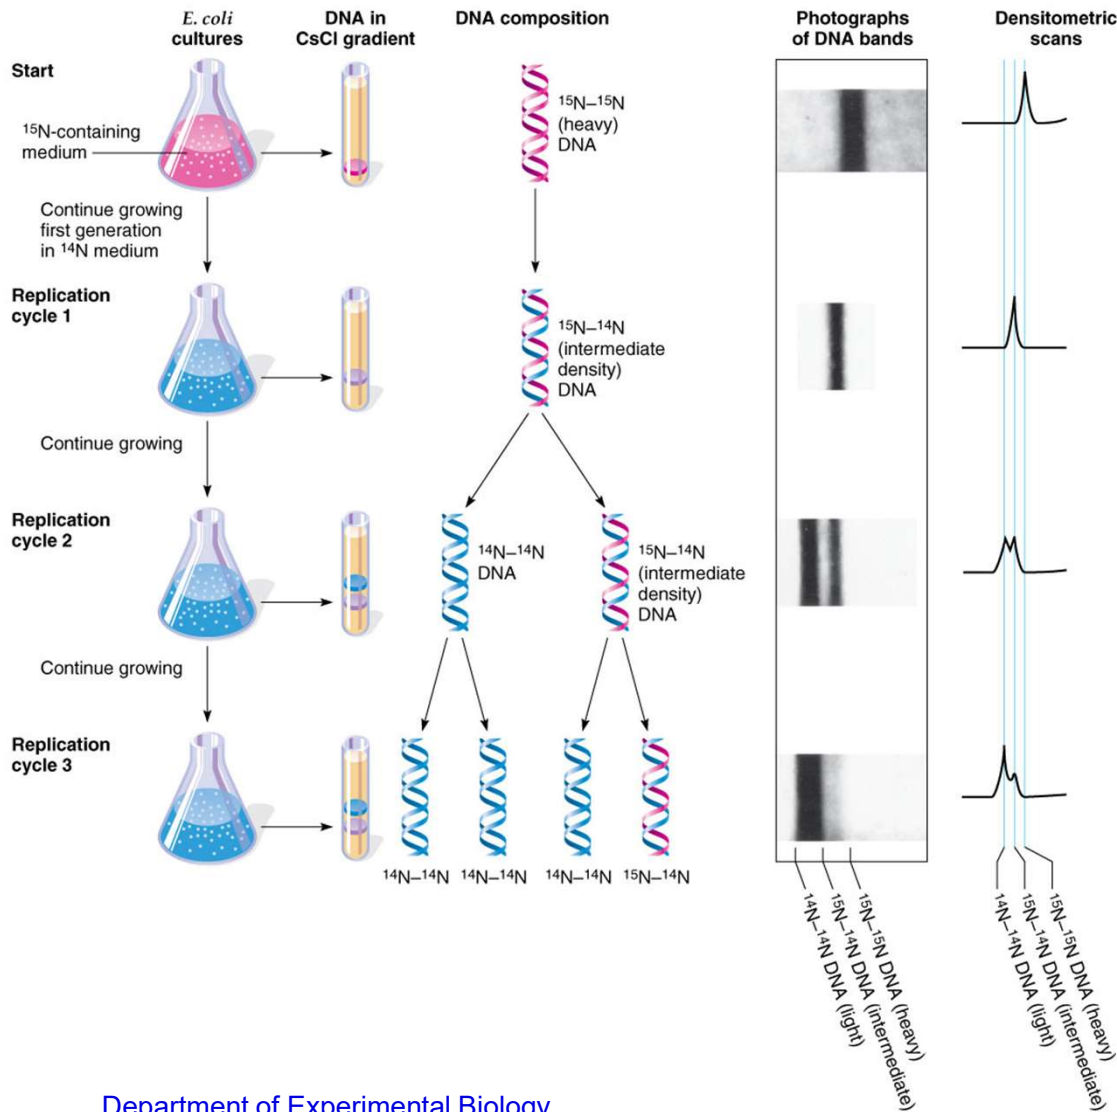 E. coli
cultures
DNA in
CsCl gradient
DNA composition
Photographs
of DNA bands
Densitometric
scans
Start
¹⁵N-containing
medium
¹⁵N–¹⁵N
(heavy)
DNA
Continue growing
first generation
in ¹⁴N medium
Replication
cycle 1
¹⁵N–¹⁴N
(intermediate
density)
DNA
Continue growing
Replication
cycle 2
¹⁴N–¹⁴N
DNA
¹⁵N–¹⁴N
(intermediate
density)
DNA
Continue growing
Replication
cycle 3
¹⁴N–¹⁴N
¹⁴N–¹⁴N
¹⁴N–¹⁴N
¹⁵N–¹⁴N
¹⁴N–¹⁴N DNA (light)
¹⁵N–¹⁴N DNA (intermediate)
¹⁵N–¹⁵N DNA (heavy)
¹⁴N–¹⁴N DNA (light)
¹⁵N–¹⁴N DNA (intermediate)
¹⁵N–¹⁵N DNA (heavy)
Department of Experimental Biology